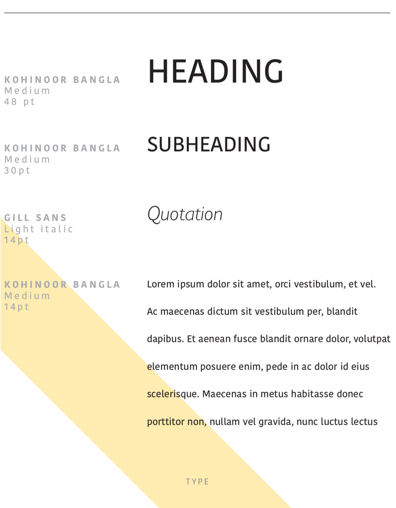 KOHINOOR BANGLA
Medium
48 pt
HEADING
KOHINOOR BANGLA
Medium
30pt
SUBHEADING
GILL SANS
Light italic
14pt
Quotation
KOHINOOR BANGLA
Medium
14pt
Lorem ipsum dolor sit amet, orci vestibulum, et vel.
Ac maecenas dictum sit vestibulum per, blandit
dapibus. Et aenean fusce blandit ornare dolor, volutpat
elementum posuere enim, pede in ac dolor id eius
scelerisque. Maecenas in metus habitasse donec
porttitor non, nullam vel gravida, nunc luctus lectus
TYPE